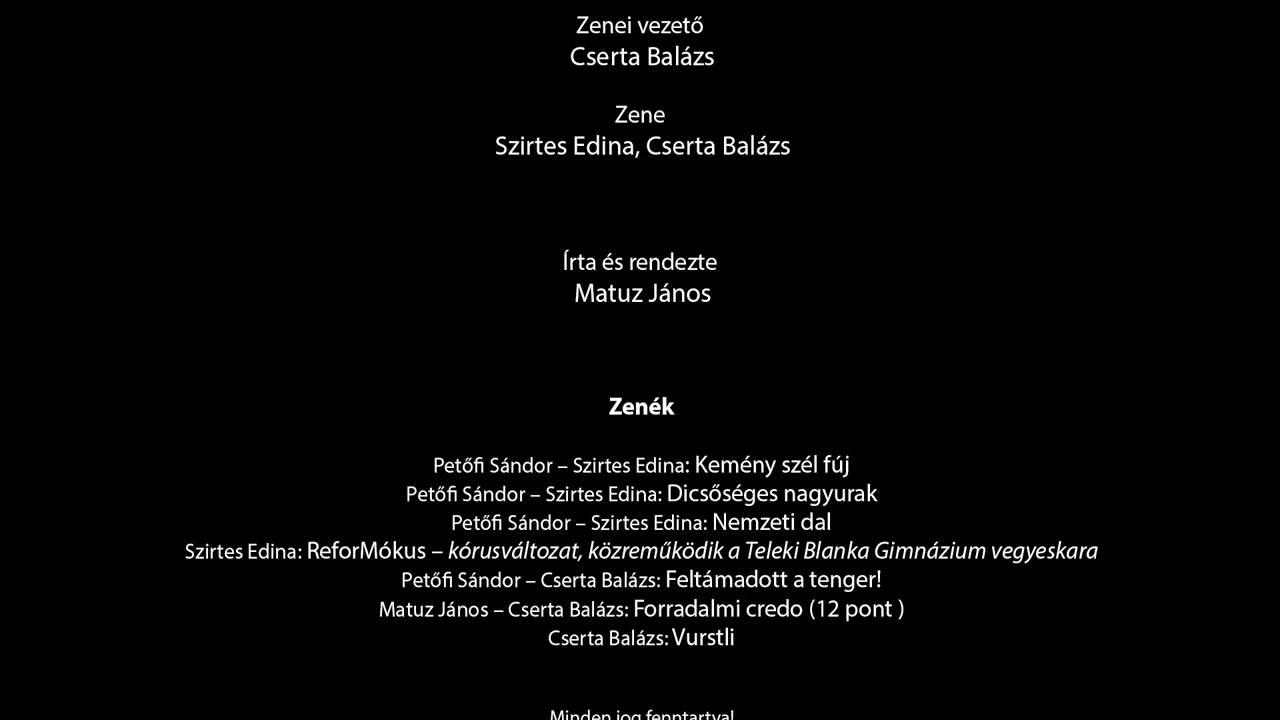 Zenei vezető
Cserta Balázs
Zene
Szirtes Edina, Cserta Balázs
Írta és rendezte
Matuz János
Zenék
Petőfi Sándor – Szirtes Edina: Kemény szél fúj
Petőfi Sándor – Szirtes Edina: Dicsőséges nagyurak
Petőfi Sándor – Szirtes Edina: Nemzeti dal
Szirtes Edina: ReforMókus – kórusváltozat, közreműködik a Teleki Blanka Gimnázium vegyeskara
Petőfi Sándor – Cserta Balázs: Feltámadott a tenger!
Matuz János – Cserta Balázs: Forradalmi credo (12 pont )
Cserta Balázs: Vurstli
Minden jog fenntartva!